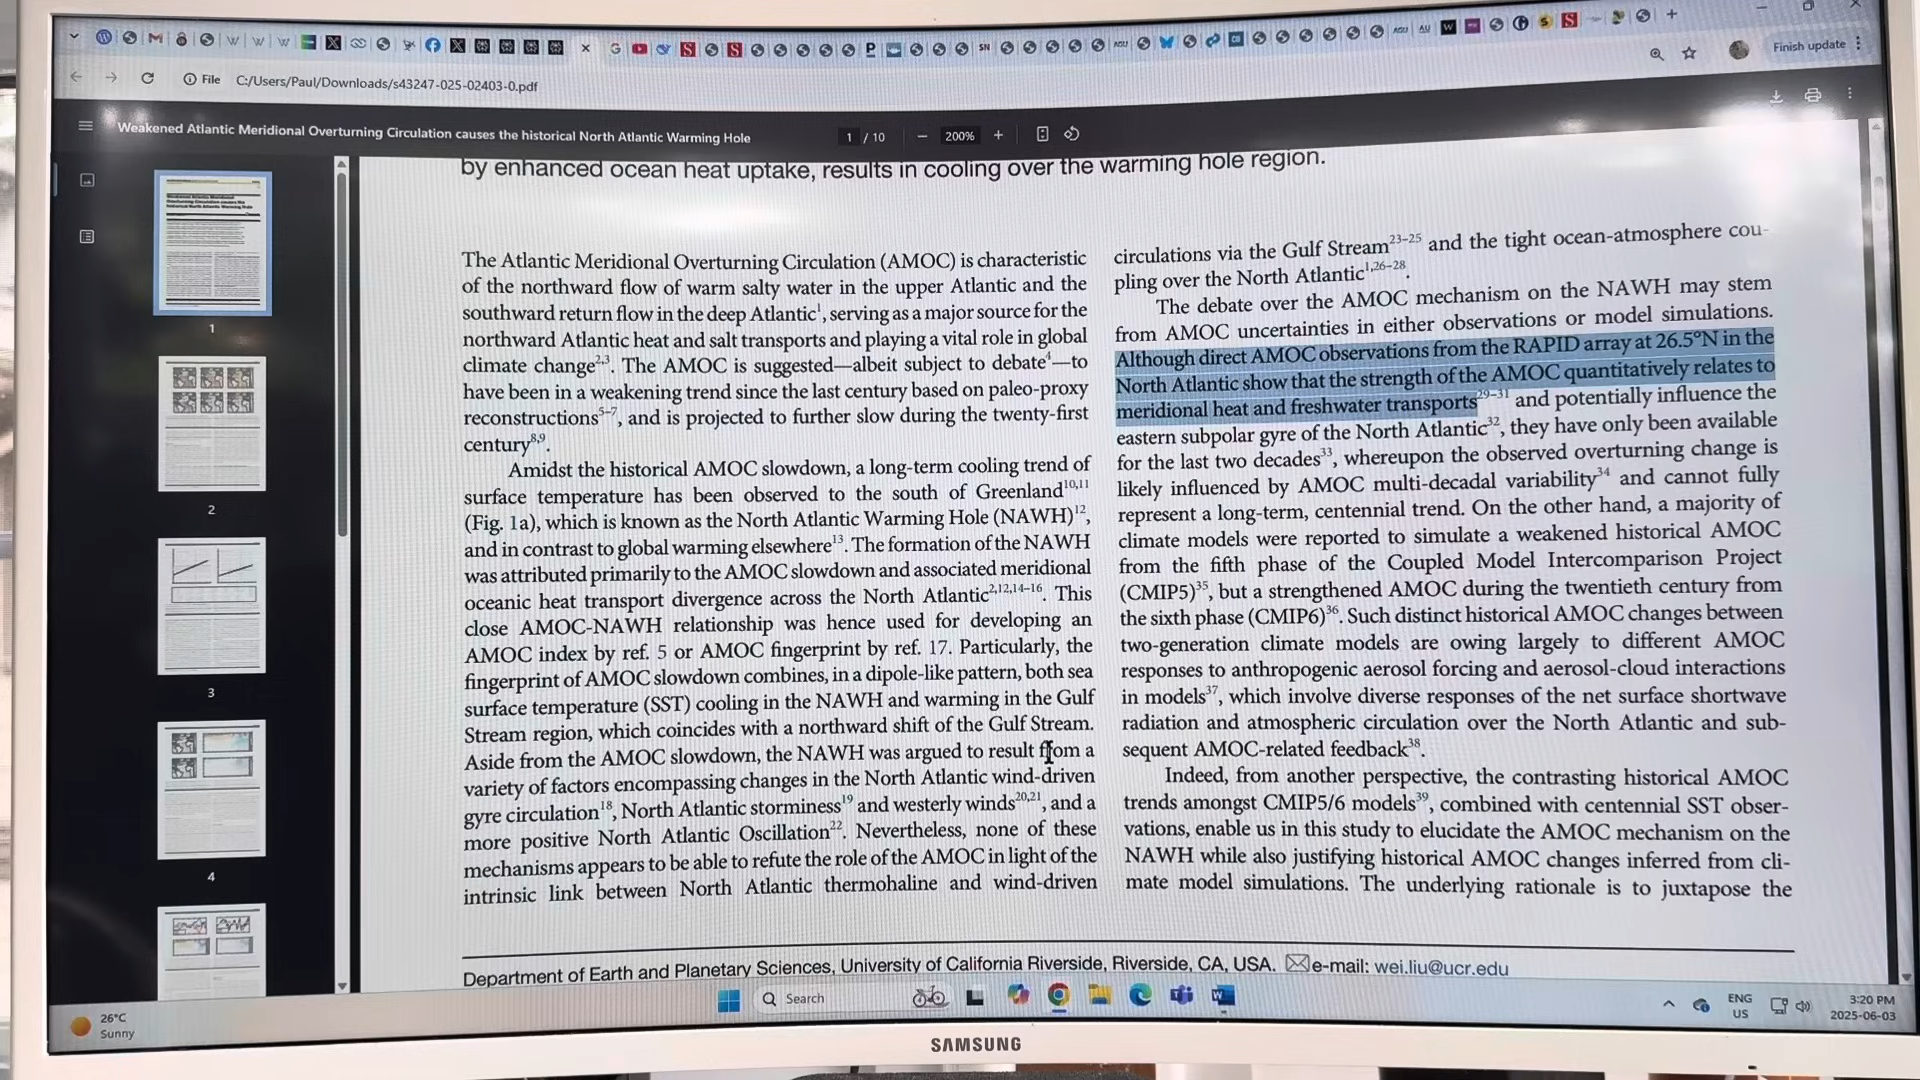 File C:/Users/Paul/Downloads/s43247-025-02403-0.pdf
Finish update
Weakened Atlantic Meridional Overturning Circulation causes the historical North Atlantic Warming Hole
1 / 10
200%
by enhanced ocean heat uptake, results in cooling over the warming hole region.
The Atlantic Meridional Overturning Circulation (AMOC) is characteristic
of the northward flow of warm salty water in the upper Atlantic and the
southward return flow in the deep Atlantic1, serving as a major source for the
northward Atlantic heat and salt transports and playing a vital role in global
climate change2,3. The AMOC is suggested—albeit subject to debate4—to
have been in a weakening trend since the last century based on paleo-proxy
reconstructions5–7, and is projected to further slow during the twenty-first
century8,9.
Amidst the historical AMOC slowdown, a long-term cooling trend of
surface temperature has been observed to the south of Greenland10,11
(Fig. 1a), which is known as the North Atlantic Warming Hole (NAWH)12,
and in contrast to global warming elsewhere13. The formation of the NAWH
was attributed primarily to the AMOC slowdown and associated meridional
oceanic heat transport divergence across the North Atlantic2,12,14–16. This
close AMOC-NAWH relationship was hence used for developing an
AMOC index by ref. 5 or AMOC fingerprint by ref. 17. Particularly, the
fingerprint of AMOC slowdown combines, in a dipole-like pattern, both sea
surface temperature (SST) cooling in the NAWH and warming in the Gulf
Stream region, which coincides with a northward shift of the Gulf Stream.
Aside from the AMOC slowdown, the NAWH was argued to result from a
variety of factors encompassing changes in the North Atlantic wind-driven
gyre circulation18, North Atlantic storminess19 and westerly winds20,21, and a
more positive North Atlantic Oscillation22. Nevertheless, none of these
mechanisms appears to be able to refute the role of the AMOC in light of the
intrinsic link between North Atlantic thermohaline and wind-driven
circulations via the Gulf Stream23–25 and the tight ocean-atmosphere cou-
pling over the North Atlantic1,26–28.
The debate over the AMOC mechanism on the NAWH may stem
from AMOC uncertainties in either observations or model simulations.
Although direct AMOC observations from the RAPID array at 26.5°N in the
North Atlantic show that the strength of the AMOC quantitatively relates to
meridional heat and freshwater transports29–31 and potentially influence the
eastern subpolar gyre of the North Atlantic32, they have only been available
for the last two decades33, whereupon the observed overturning change is
likely influenced by AMOC multi-decadal variability34 and cannot fully
represent a long-term, centennial trend. On the other hand, a majority of
climate models were reported to simulate a weakened historical AMOC
from the fifth phase of the Coupled Model Intercomparison Project
(CMIP5)35, but a strengthened AMOC during the twentieth century from
the sixth phase (CMIP6)36. Such distinct historical AMOC changes between
two-generation climate models are owing largely to different AMOC
responses to anthropogenic aerosol forcing and aerosol-cloud interactions
in models37, which involve diverse responses of the net surface shortwave
radiation and atmospheric circulation over the North Atlantic and sub-
sequent AMOC-related feedback38.
Indeed, from another perspective, the contrasting historical AMOC
trends amongst CMIP5/6 models39, combined with centennial SST obser-
vations, enable us in this study to elucidate the AMOC mechanism on the
NAWH while also justifying historical AMOC changes inferred from cli-
mate model simulations. The underlying rationale is to juxtapose the
Department of Earth and Planetary Sciences, University of California Riverside, Riverside, CA, USA. e-mail: wei.liu@ucr.edu
1
2
3
4
26°C
Sunny
Search
ENG
US
3:20 PM
2025-06-03
SAMSUNG